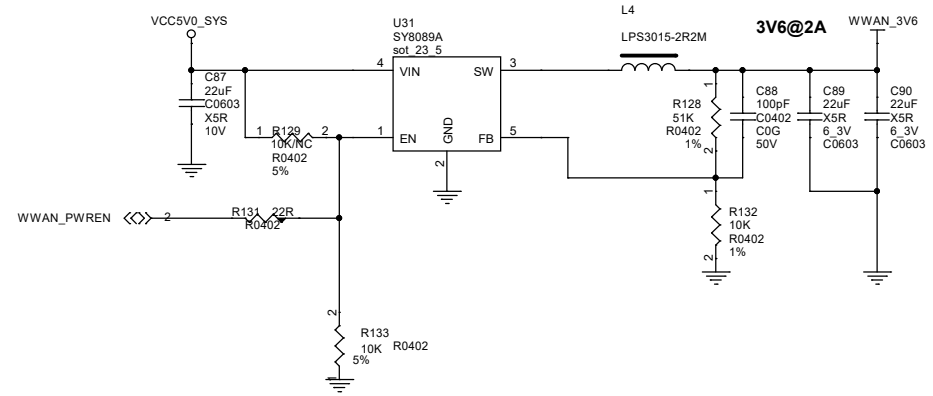 VCC5V0_SYS
C87
22uF
C0603
X5R
10V
U31
SY8089A
sot_23_5
4
VIN
SW
3
1
EN
GND
FB
5
2
L4
LPS3015-2R2M
3V6@2A
WWAN_3V6
1
R128
51K
R0402
1%
2
C88
100pF
C0402
C0G
50V
C89
22uF
X5R
6_3V
C0603
C90
22uF
X5R
6_3V
C0603
1
R129
2
10K/NC
R0402
5%
WWAN_PWREN
2
R131
22R
R0402
1
R132
10K
R0402
1%
2
2
R133
10K
R0402
5%
1